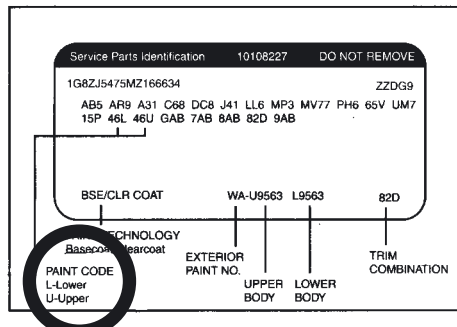 Service Parts Identification 10108227 DO NOT REMOVE
1G8ZJ5475MZ166634 ZZDG9
AB5 AR9 A31 C68 DC8 J41 LL6 MP3 MV77 PH6 65V UM7
15P 46L 46U GAB 7AB 8AB 82D 9AB
BSE/CLR COAT WA-U9563 L9563 82D
Basecoat
PAINT CODE
L-Lower
U-Upper
EXTERIOR
PAINT NO.
UPPER
BODY
LOWER
BODY
TRIM
COMBINATION